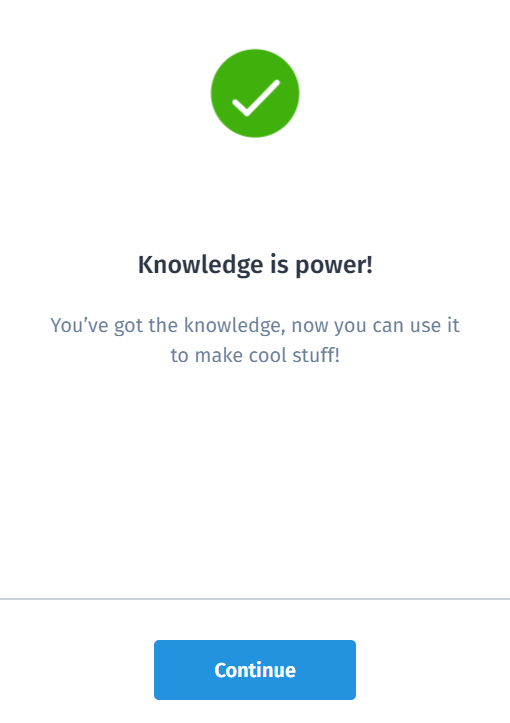 Knowledge is power!
You’ve got the knowledge, now you can use it
to make cool stuff!
Continue